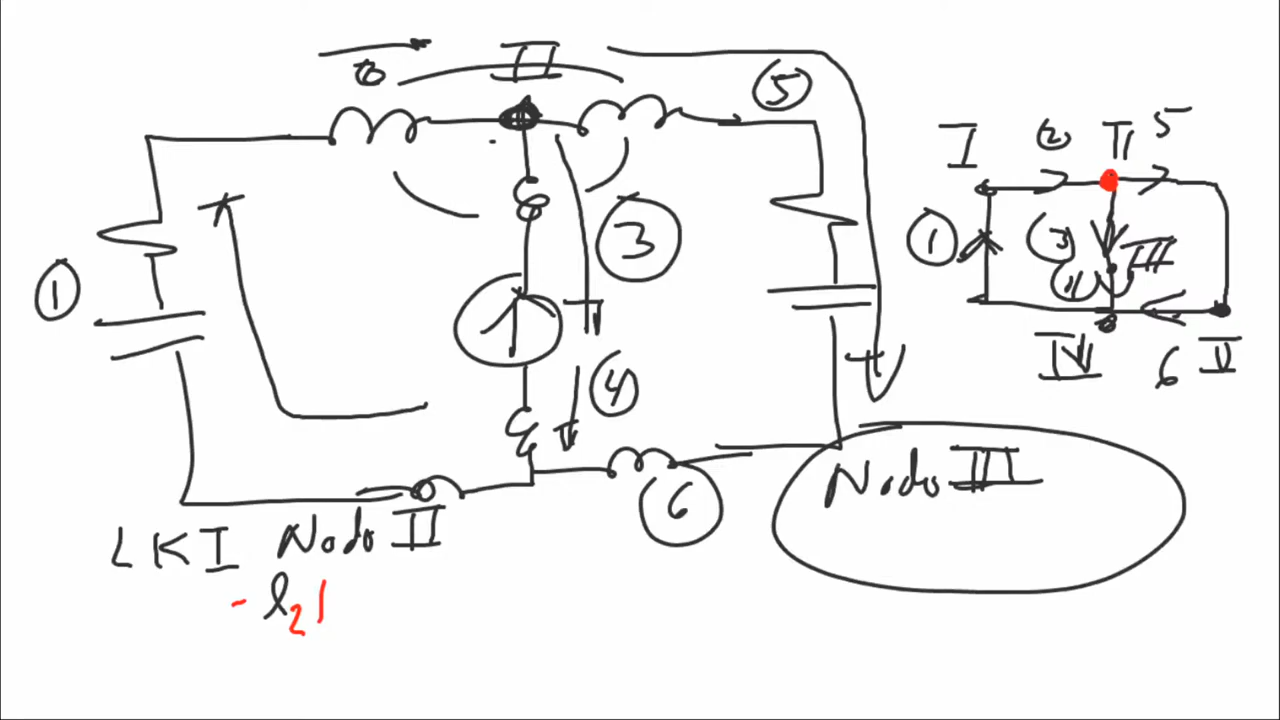 II
⑤
I ② II 5
①
③
③ III
①
④
④
IV 6 V
⑥
Nodo III
LKI Nodo II
- i2